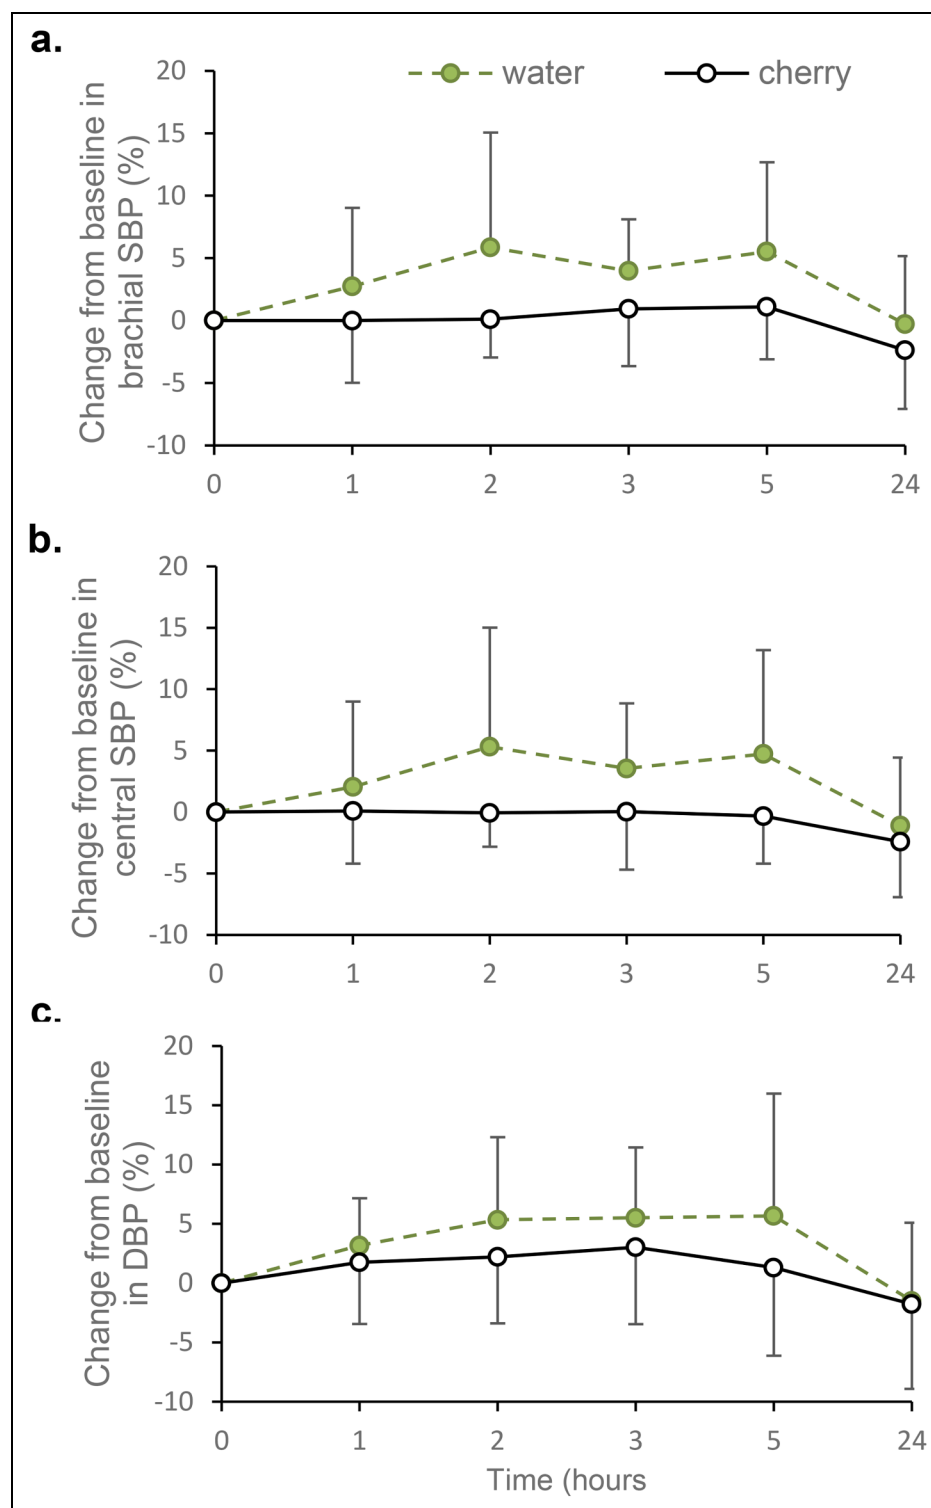 a.
water cherry
Change from baseline in
brachial SBP (%)
20
15
10
5
0
-5
-10
0 1 2 3 5 24
b.
Change from baseline in
central SBP (%)
20
15
10
5
0
-5
-10
0 1 2 3 5 24
c.
Change from baseline
in DBP (%)
20
15
10
5
0
-5
-10
0 1 2 3 5 24
Time (hours